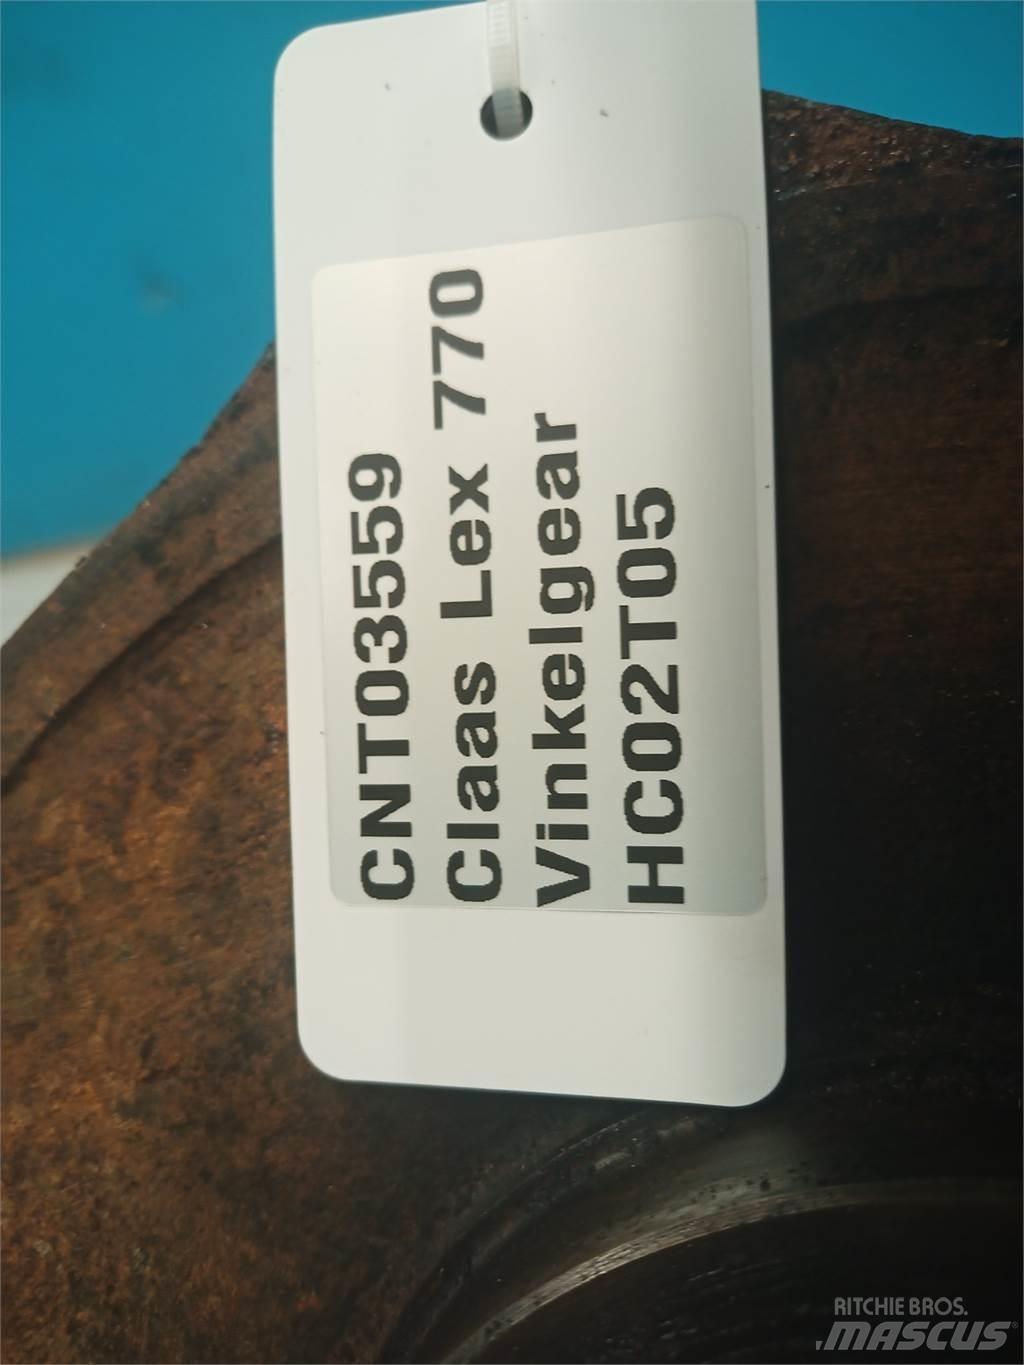 CNT03559
Claas Lex 770
Vinkelgear
HC02T05
RITCHIE BROS.
MASCUS